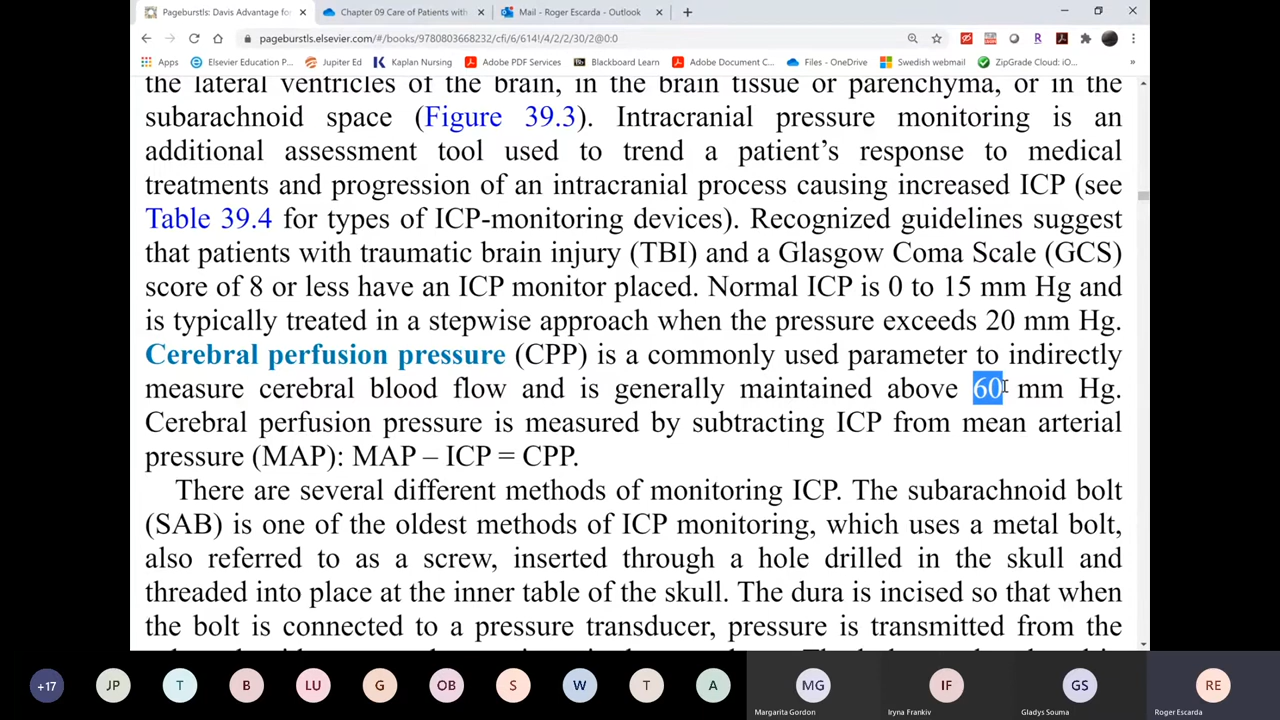 Pageburstls: Davis Advantage for
Chapter 09 Care of Patients with
Mail - Roger Escarda - Outlook
pageburstls.elsevier.com/#/books/9780803668232/cfi/6/614!/4/2/2/30/2@0:0
Apps
Elsevier Education P...
Jupiter Ed
Kaplan Nursing
Adobe PDF Services
Blackboard Learn
Adobe Document C...
Files - OneDrive
Swedish webmail
ZipGrade Cloud: iO...
the lateral ventricles of the brain, in the brain tissue or parenchyma, or in the
subarachnoid space (Figure 39.3). Intracranial pressure monitoring is an
additional assessment tool used to trend a patient’s response to medical
treatments and progression of an intracranial process causing increased ICP (see
Table 39.4 for types of ICP-monitoring devices). Recognized guidelines suggest
that patients with traumatic brain injury (TBI) and a Glasgow Coma Scale (GCS)
score of 8 or less have an ICP monitor placed. Normal ICP is 0 to 15 mm Hg and
is typically treated in a stepwise approach when the pressure exceeds 20 mm Hg.
Cerebral perfusion pressure (CPP) is a commonly used parameter to indirectly
measure cerebral blood flow and is generally maintained above 60 mm Hg.
Cerebral perfusion pressure is measured by subtracting ICP from mean arterial
pressure (MAP): MAP – ICP = CPP.
There are several different methods of monitoring ICP. The subarachnoid bolt
(SAB) is one of the oldest methods of ICP monitoring, which uses a metal bolt,
also referred to as a screw, inserted through a hole drilled in the skull and
threaded into place at the inner table of the skull. The dura is incised so that when
the bolt is connected to a pressure transducer, pressure is transmitted from the
+17
JP
T
B
LU
G
OB
S
W
T
A
MG
Margarita Gordon
IF
Iryna Frankiv
GS
Gladys Souma
RE
Roger Escarda